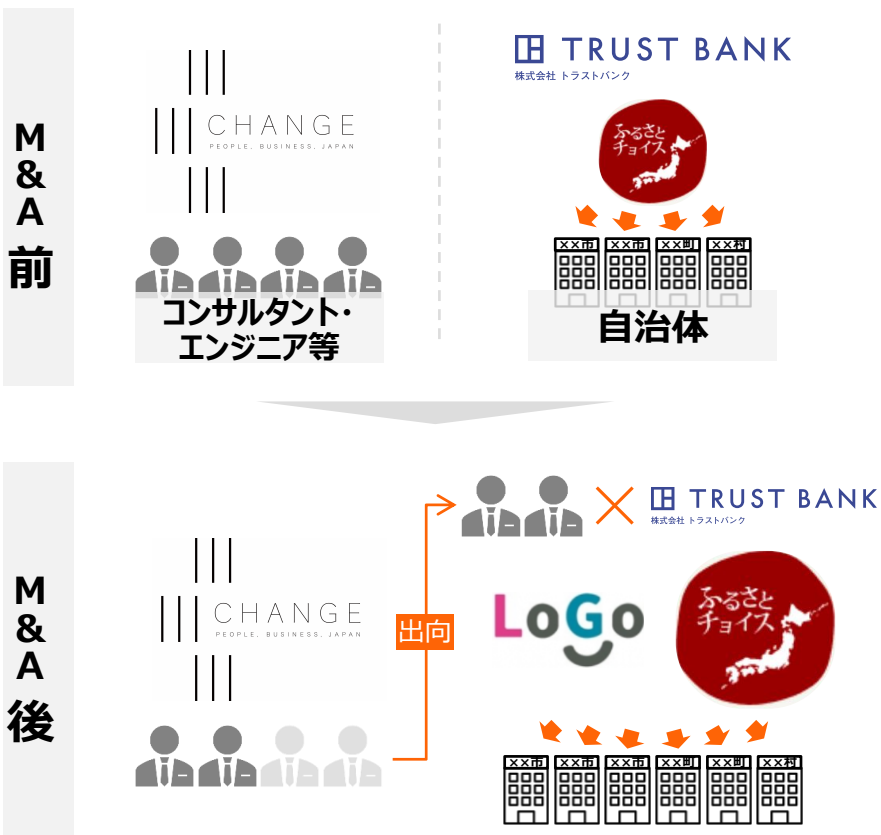 M&A前
CHANGE
PEOPLE. BUSINESS. JAPAN
コンサルタント・
エンジニア等
TRUST BANK
株式会社 トラストバンク
ふるさと
チョイス
××市 ××市 ××町 ××村
自治体
M&A後
CHANGE
PEOPLE. BUSINESS. JAPAN
出向
TRUST BANK
株式会社 トラストバンク
LoGo
ふるさと
チョイス
××市 ××市 ××市 ××町 ××町 ××村